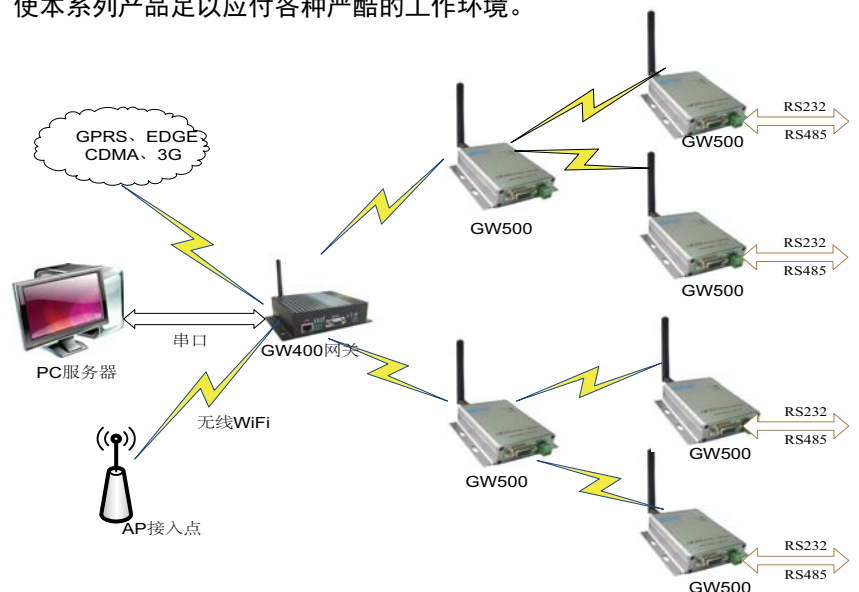 使本系列产品足以应付各种严酷的工作环境。
GPRS、EDGE
CDMA、3G
RS232
RS485
GW500
GW500
RS232
RS485
GW500
串口
GW400网关
PC服务器
无线WiFi
RS232
RS485
GW500
GW500
AP接入点
RS232
RS485
GW500